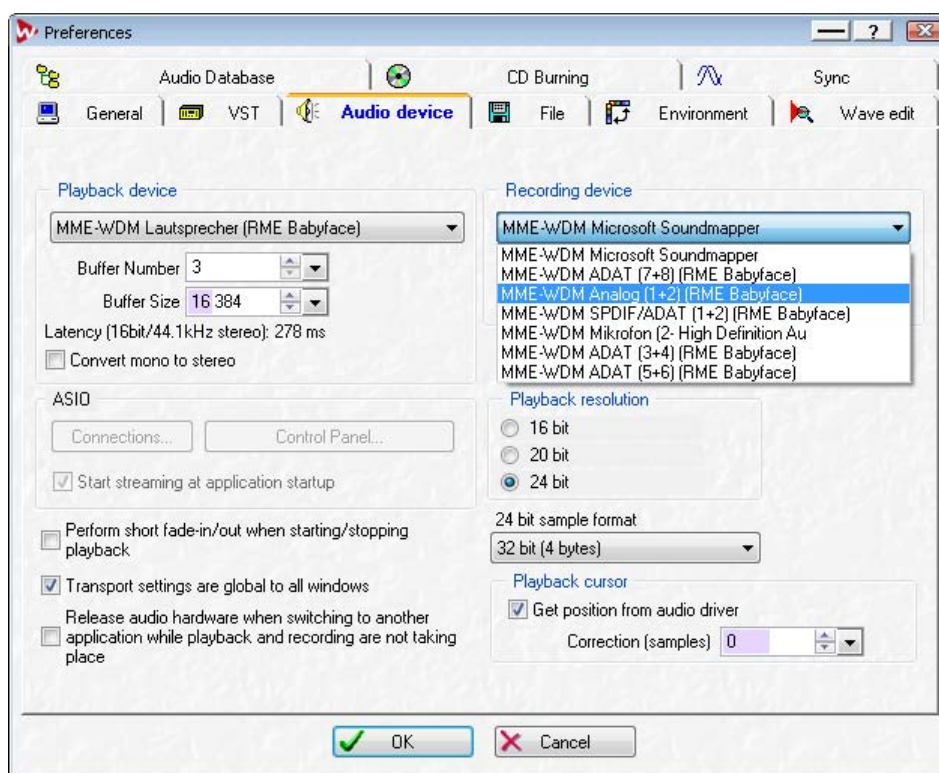 Preferences
?
Audio Database
CD Burning
Sync
General
VST
Audio device
File
Environment
Wave edit
Playback device
MME-WDM Lautsprecher (RME Babyface)
Buffer Number 3
Buffer Size 16 384
Latency (16bit/44.1kHz stereo): 278 ms
Convert mono to stereo
Recording device
MME-WDM Microsoft Soundmapper
MME-WDM Microsoft Soundmapper
MME-WDM ADAT (7+8) (RME Babyface)
MME-WDM Analog (1+2) (RME Babyface)
MME-WDM SPDIF/ADAT (1+2) (RME Babyface)
MME-WDM Mikrofon (2- High Definition Au
MME-WDM ADAT (3+4) (RME Babyface)
MME-WDM ADAT (5+6) (RME Babyface)
ASIO
Connections...
Control Panel...
Start streaming at application startup
Playback resolution
16 bit
20 bit
24 bit
Perform short fade-in/out when starting/stopping
playback
Transport settings are global to all windows
Release audio hardware when switching to another
application while playback and recording are not taking
place
24 bit sample format
32 bit (4 bytes)
Playback cursor
Get position from audio driver
Correction (samples) 0
OK
Cancel